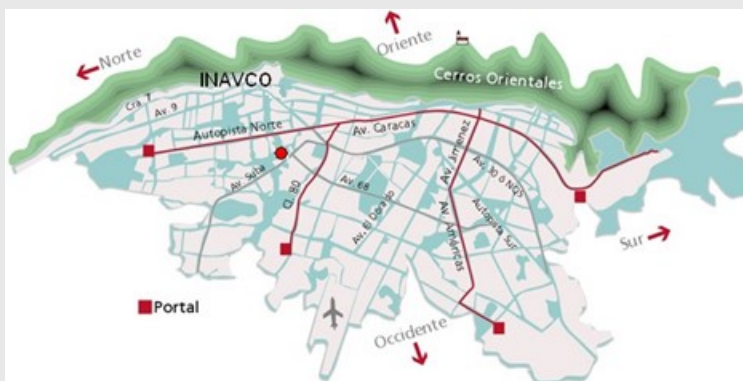 Oriente
Norte
INAVCO
Cerros Orientales
Cra. 7
Av. 9
Autopista Norte
Av. Caracas
Av. Jimenez
Av. Suba
Cl. 80
Av. 68
Av. El Dorado
Av. 30 ó NQS
Autopista Sur
Av. Américas
Sur
Portal
Occidente